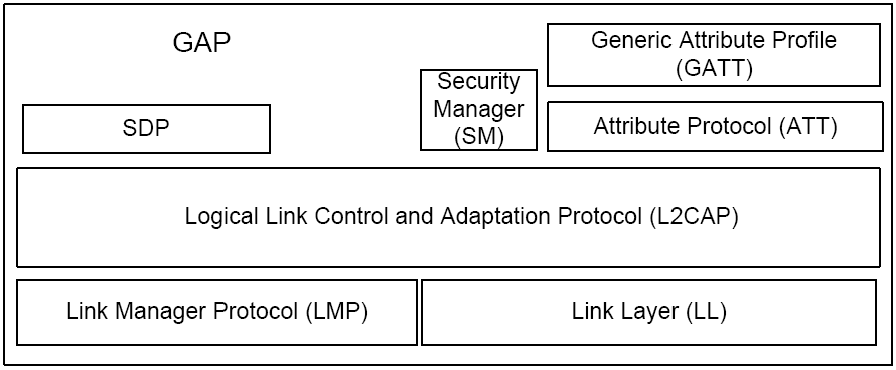 GAP
Generic Attribute Profile
(GATT)
Security
Manager
(SM)
SDP
Attribute Protocol (ATT)
Logical Link Control and Adaptation Protocol (L2CAP)
Link Manager Protocol (LMP)
Link Layer (LL)